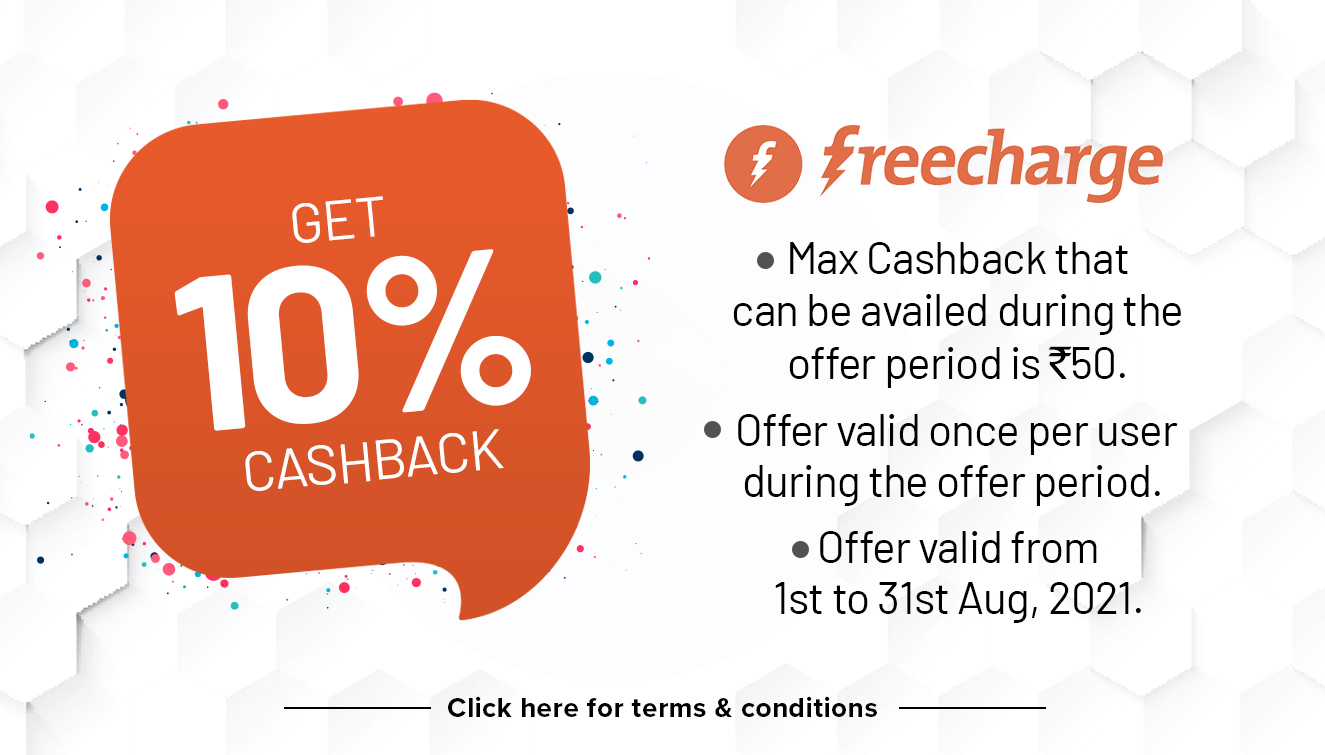 GET
10%
CASHBACK
freecharge
• Max Cashback that
can be availed during the
offer period is ₹50.
• Offer valid once per user
during the offer period.
• Offer valid from
1st to 31st Aug, 2021.
Click here for terms & conditions